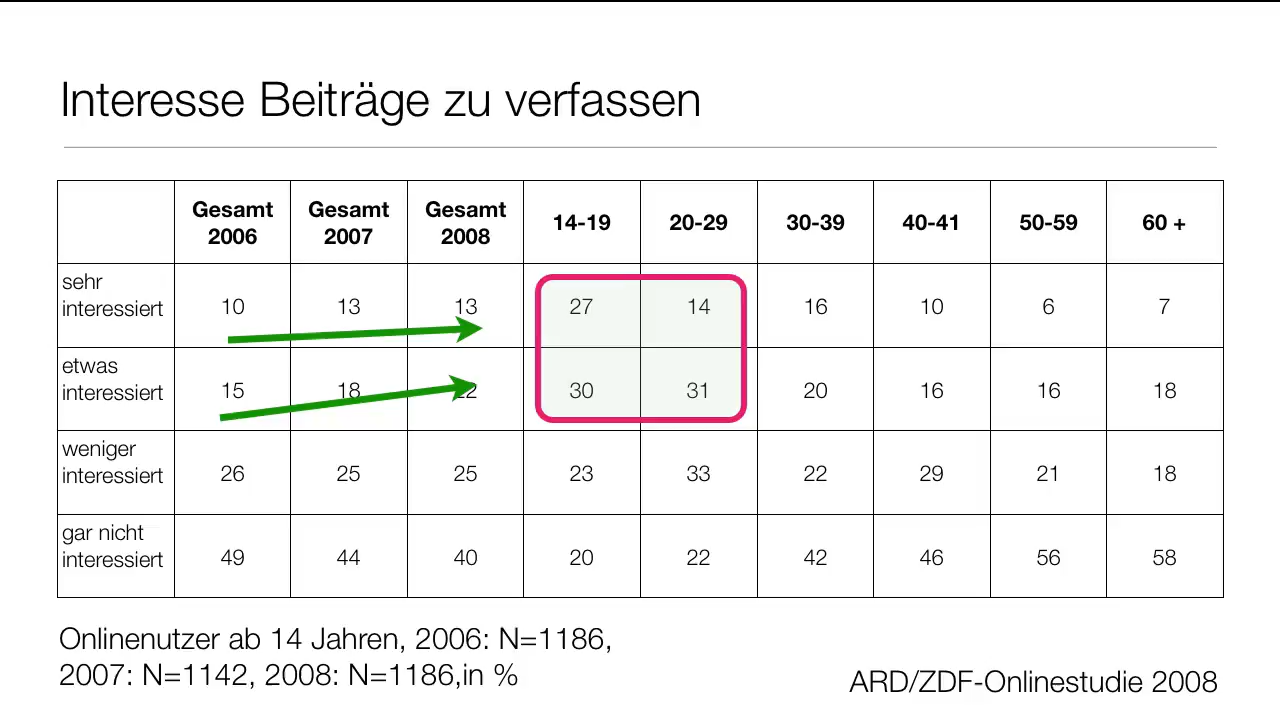 Interesse Beiträge zu verfassen
Gesamt 2006 Gesamt 2007 Gesamt 2008 14-19 20-29 30-39 40-41 50-59 60 +
sehr interessiert 10 13 13 27 14 16 10 6 7
etwas interessiert 15 18 22 30 31 20 16 16 18
weniger interessiert 26 25 25 23 33 22 29 21 18
gar nicht interessiert 49 44 40 20 22 42 46 56 58
Onlinenutzer ab 14 Jahren, 2006: N=1186,
2007: N=1142, 2008: N=1186,in %
ARD/ZDF-Onlinestudie 2008